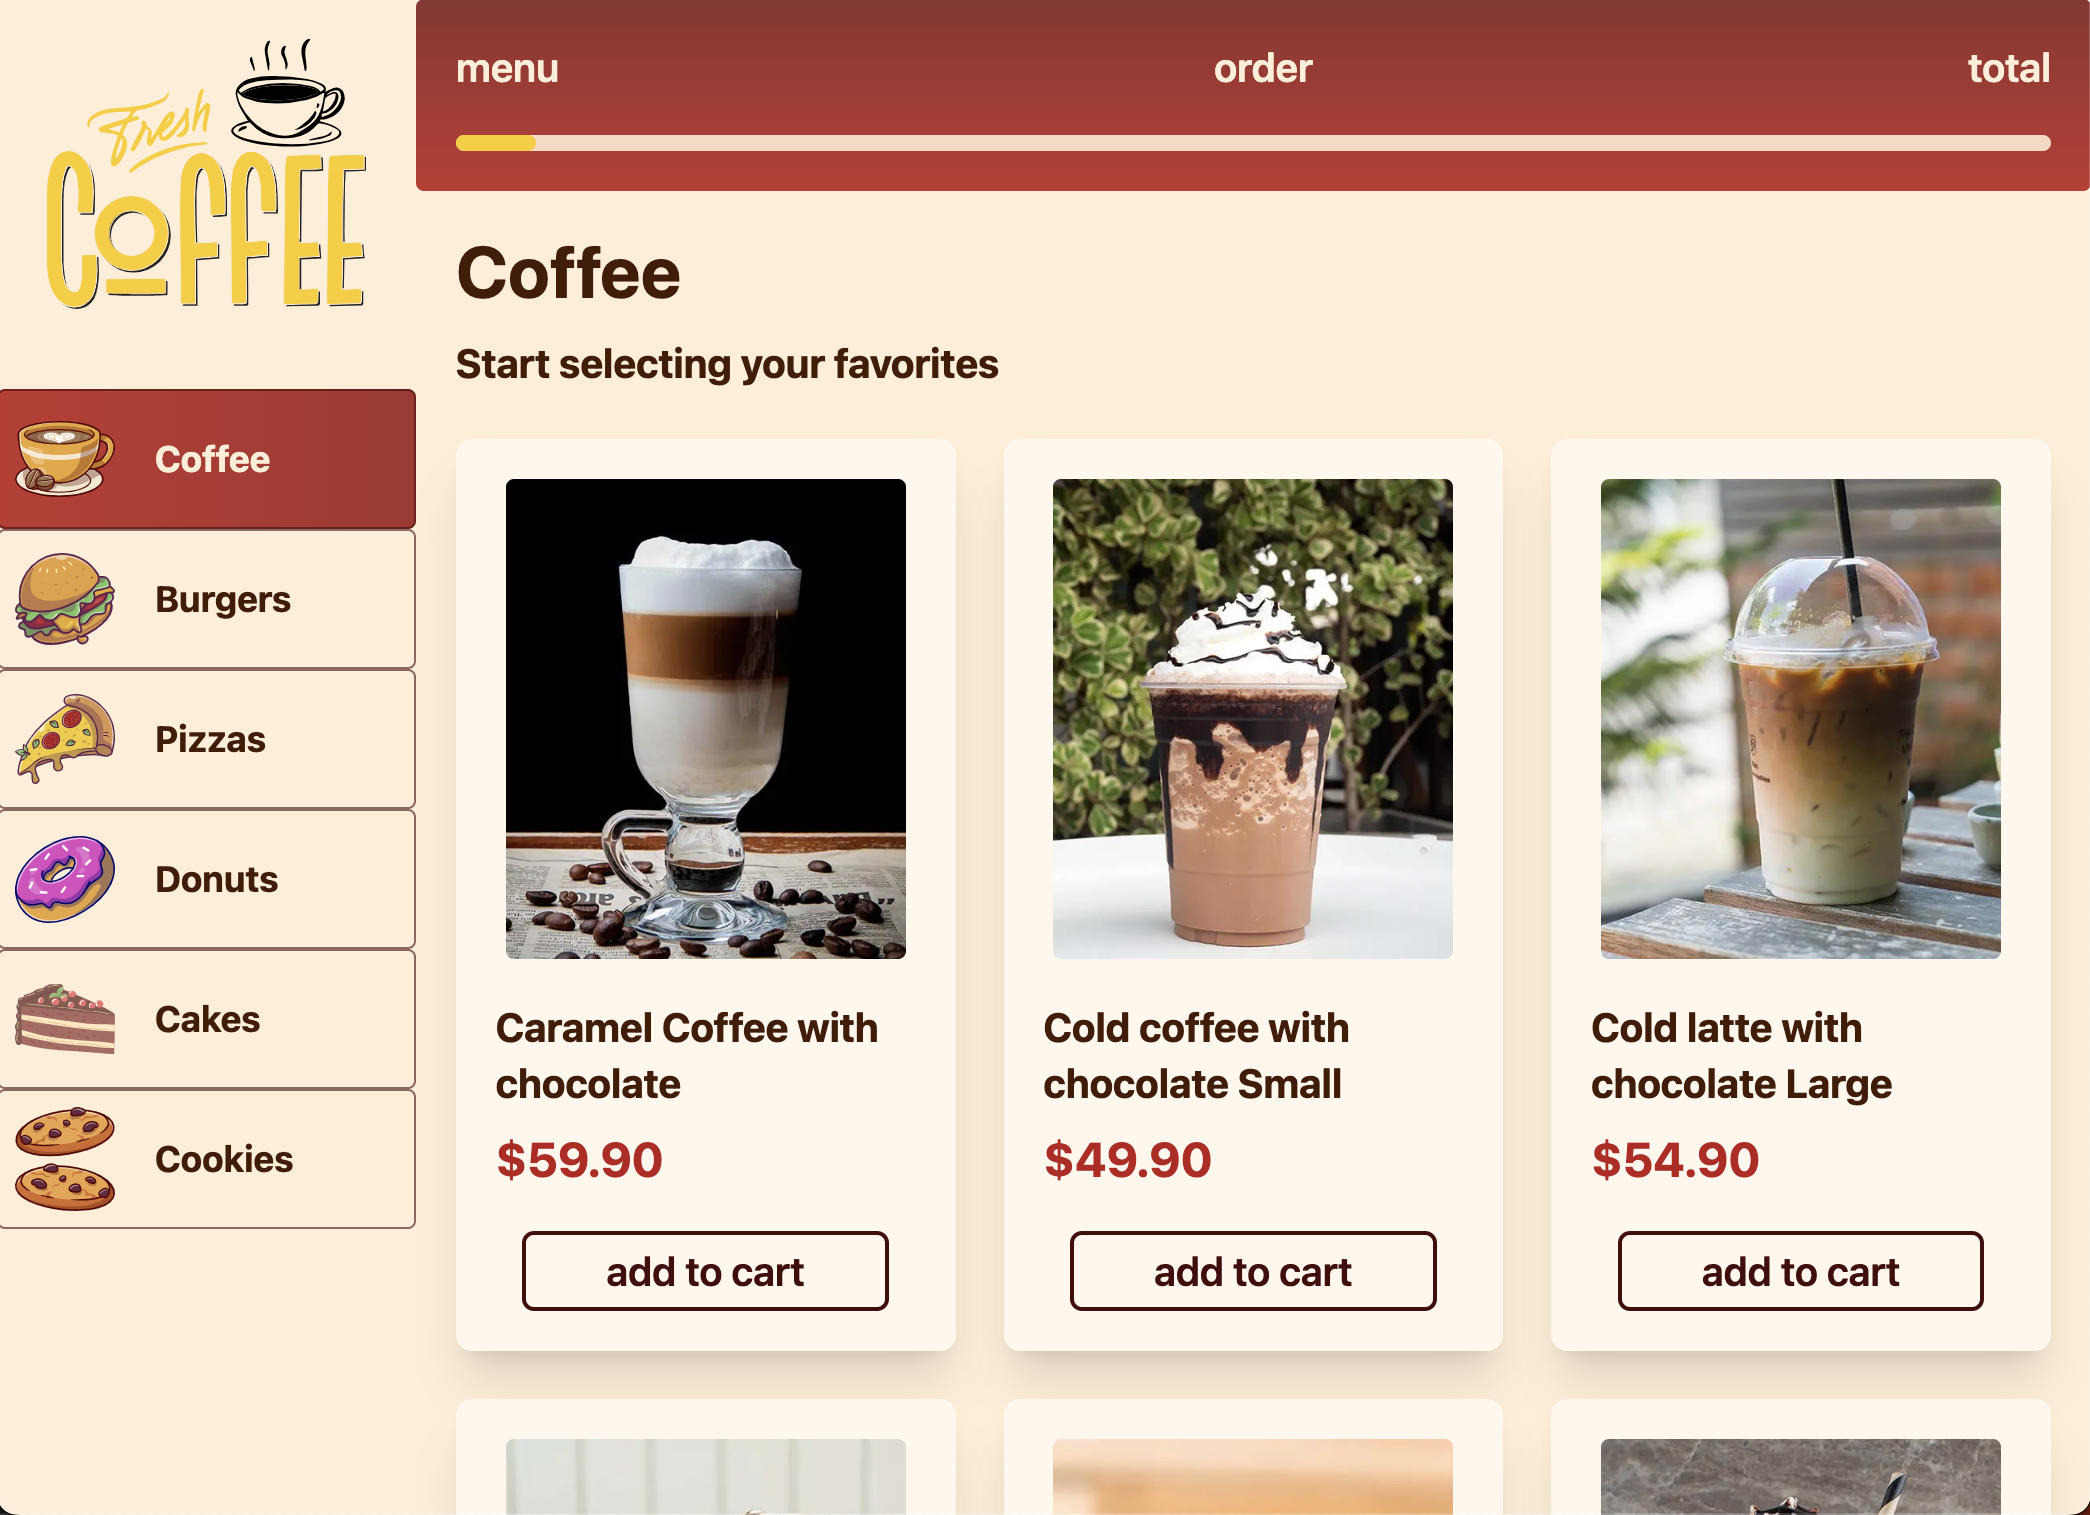 Fresh
COFFEE
menu
order
total
Coffee
Start selecting your favorites
Coffee
Burgers
Pizzas
Donuts
Cakes
Cookies
Caramel Coffee with
chocolate
$59.90
add to cart
Cold coffee with
chocolate Small
$49.90
add to cart
Cold latte with
chocolate Large
$54.90
add to cart